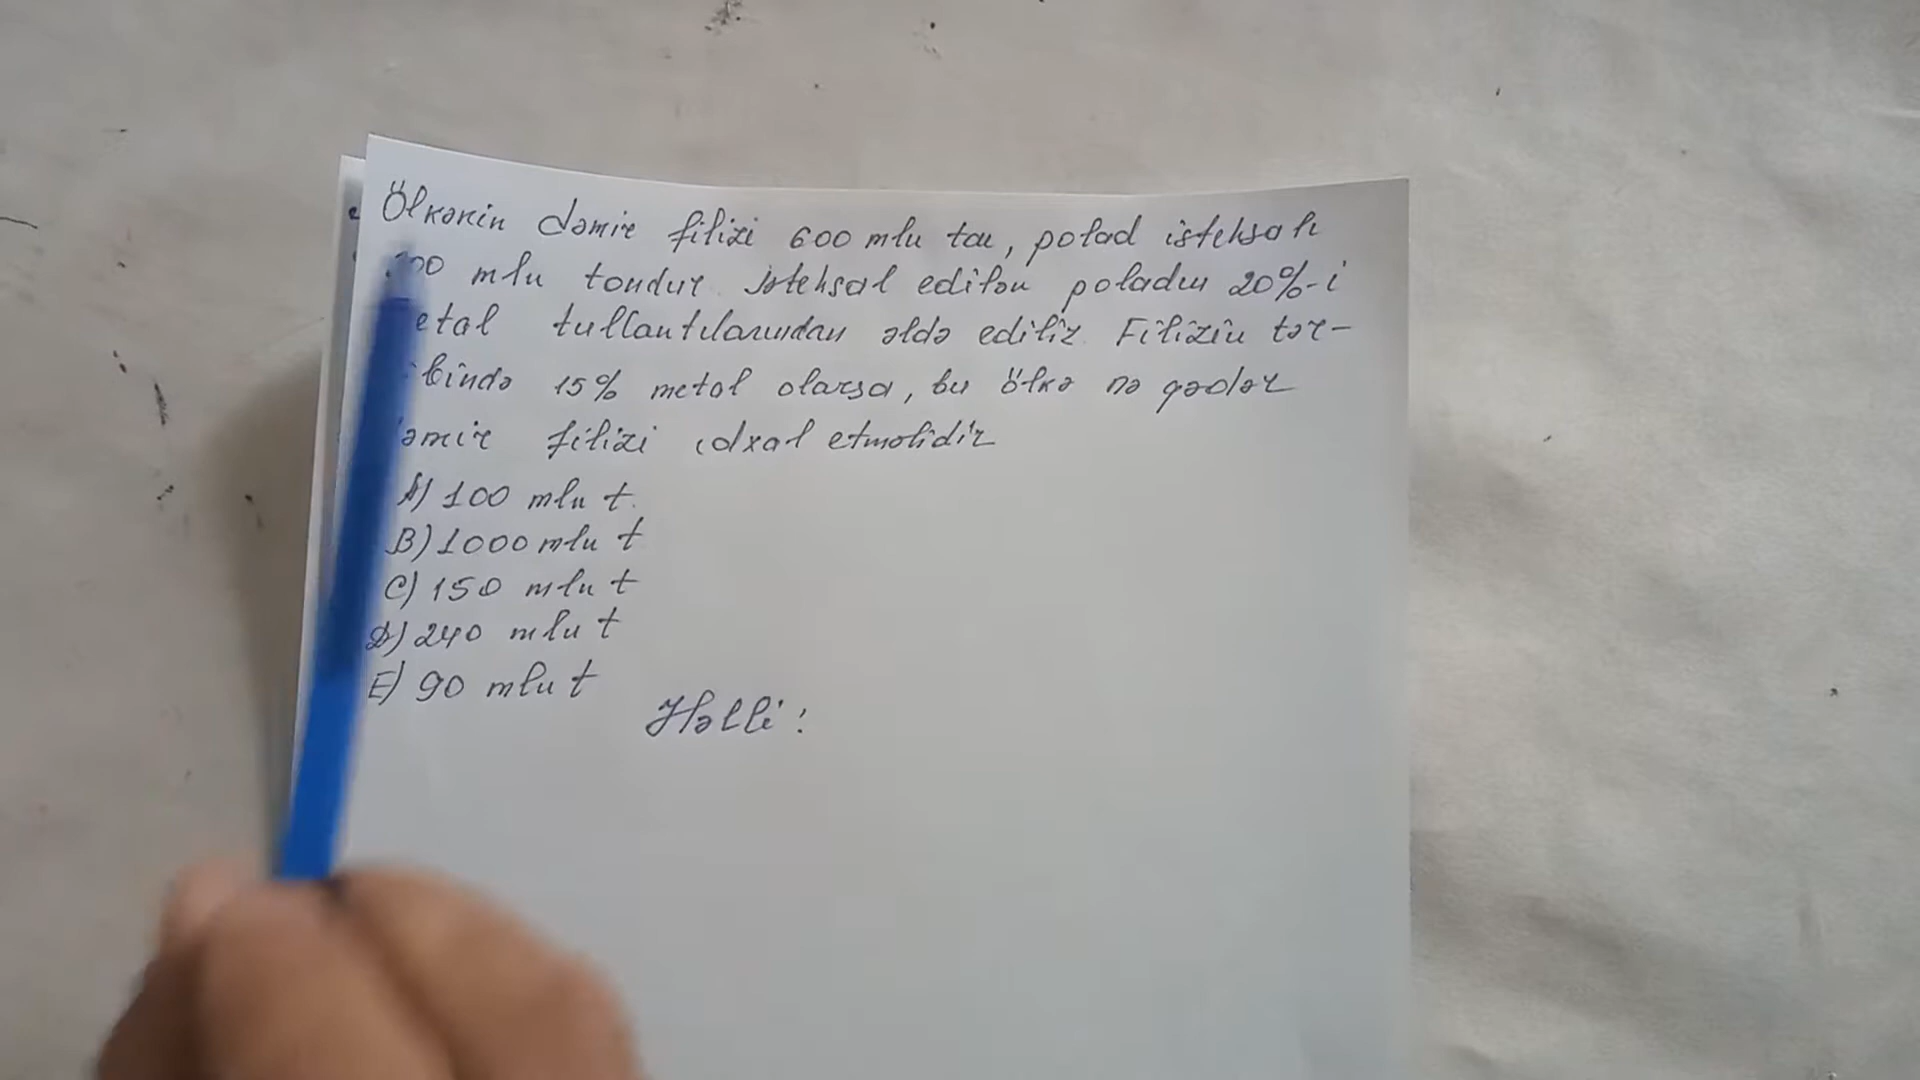 Ölkənin dəmir filizi 600 mln ton, polad istehsalı
00 mln tondur. İstehsal edilən poladın 20%-i
etal tullantılarından əldə edilir. Filizin tər-
kibində 15% metal olarsa, bu ölkə nə qədər
əmir filizi idxal etməlidir
A) 100 mln t.
B) 1000 mln t
C) 150 mln t
D) 240 mln t
E) 90 mln t
Həlli: